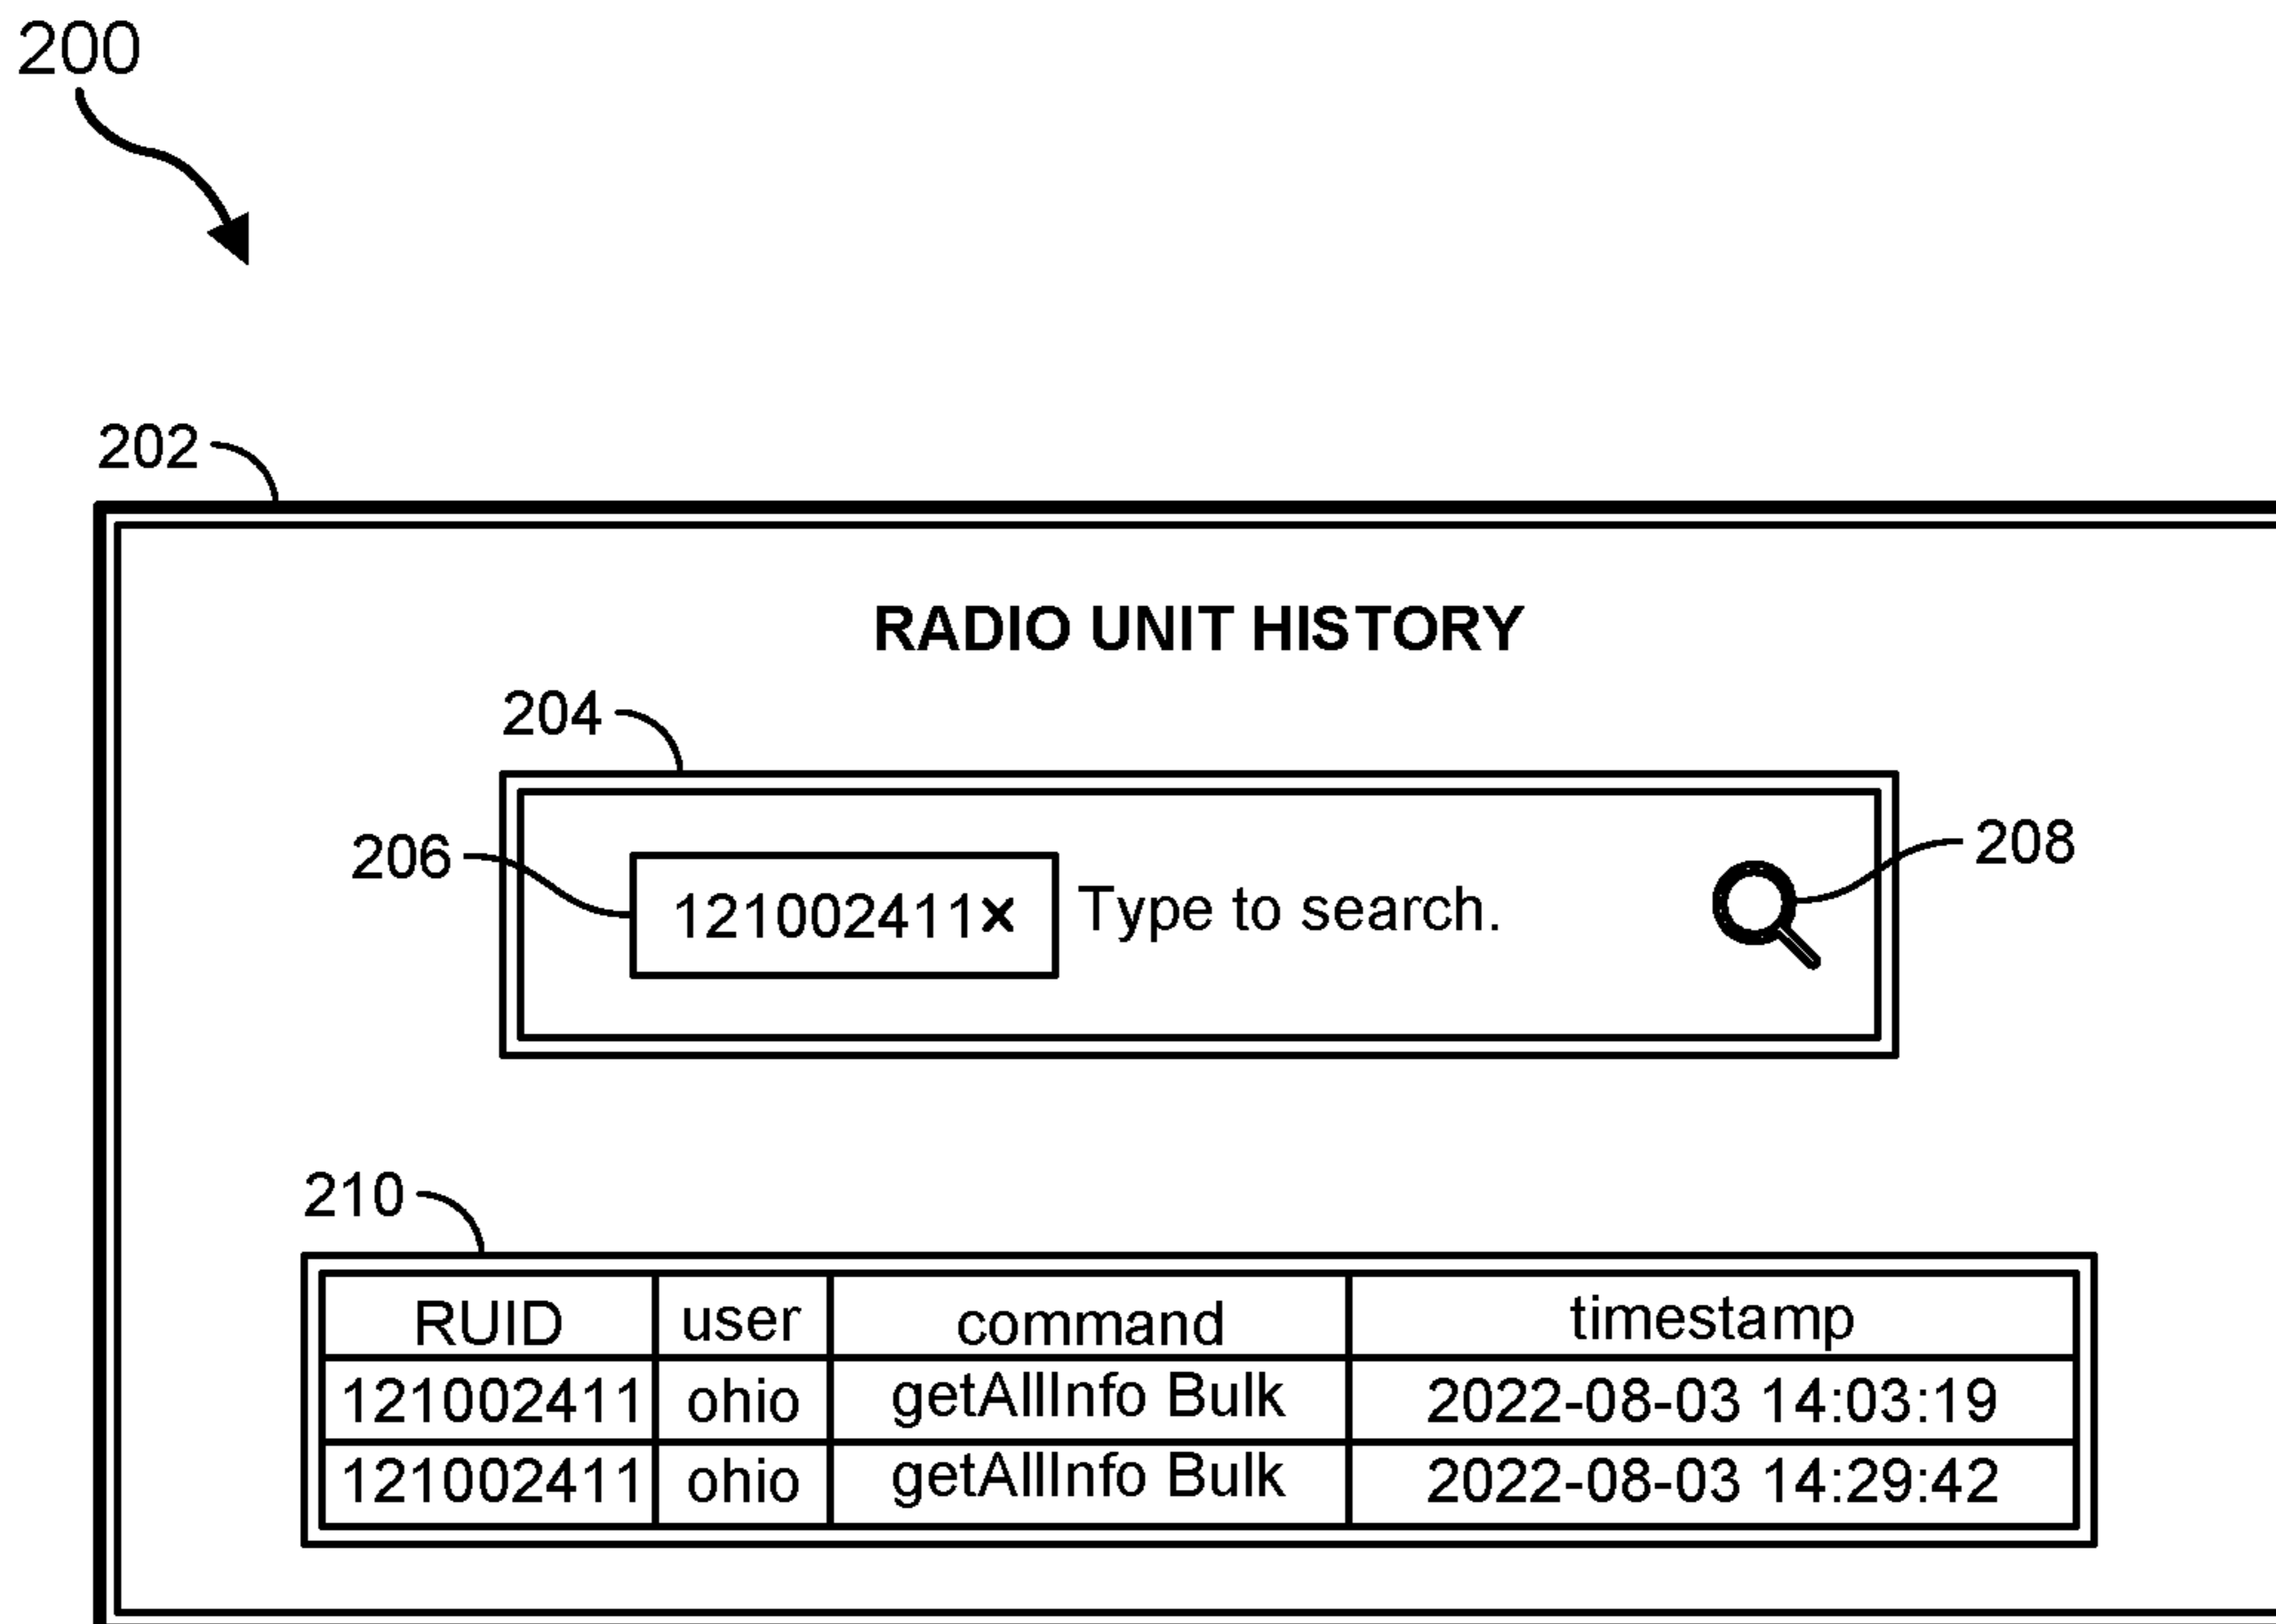 200
202
RADIO UNIT HISTORY
204
206
121002411× Type to search.
208
210
RUID user command timestamp
121002411 ohio getAllInfo Bulk 2022-08-03 14:03:19
121002411 ohio getAllInfo Bulk 2022-08-03 14:29:42